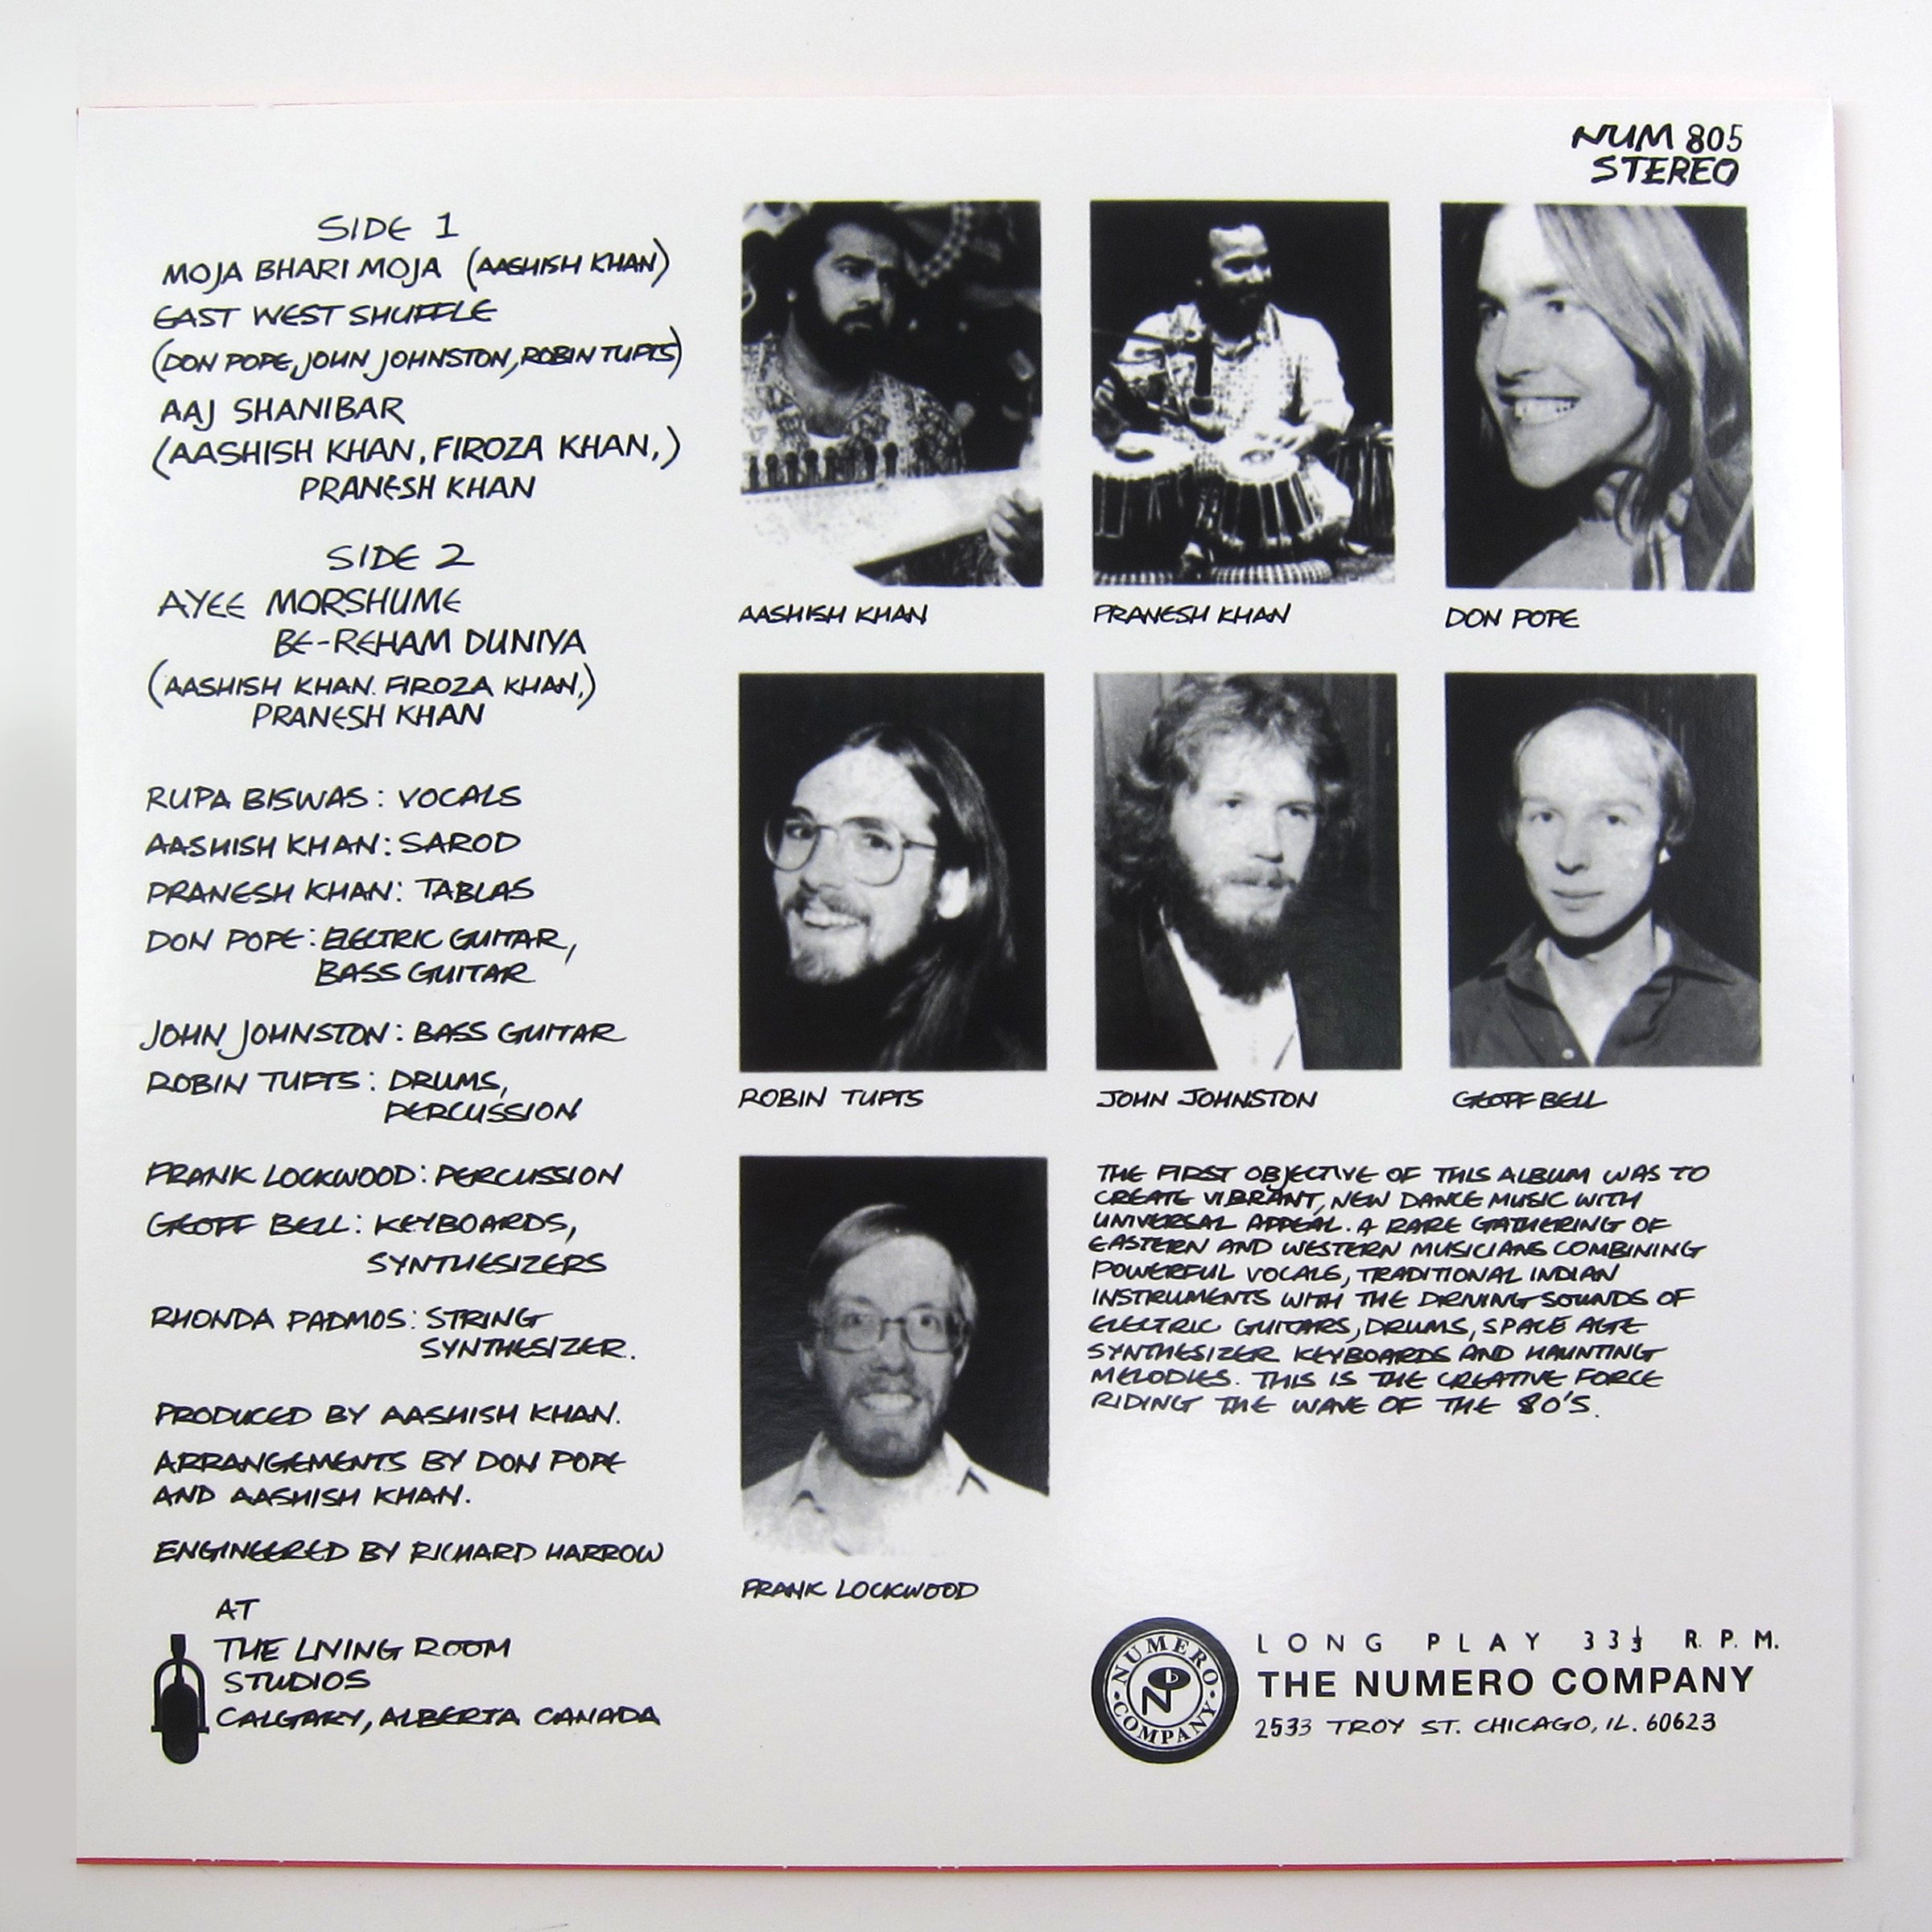 NUM 805
STEREO
SIDE 1
MOJA BHARI MOJA (AASHISH KHAN)
EAST WEST SHUFFLE
(DON POPE, JOHN JOHNSTON, ROBIN TUFTS)
AAJ SHANIBAR
(AASHISH KHAN, FIROZA KHAN,)
PRANESH KHAN
SIDE 2
AYEE MORSHUME
BE-REHAM DUNIYA
(AASHISH KHAN. FIROZA KHAN,)
PRANESH KHAN
RUPA BISWAS: VOCALS
AASHISH KHAN: SAROD
PRANESH KHAN: TABLAS
DON POPE: ELECTRIC GUITAR,
BASS GUITAR
JOHN JOHNSTON: BASS GUITAR
ROBIN TUFTS: DRUMS,
PERCUSSION
FRANK LOCKWOOD: PERCUSSION
GEOFF BELL: KEYBOARDS,
SYNTHESIZERS
RHONDA PADMOS: STRING
SYNTHESIZER.
PRODUCED BY AASHISH KHAN.
ARRANGEMENTS BY DON POPE
AND AASHISH KHAN.
ENGINEERED BY RICHARD HARROW
AT
THE LIVING ROOM
STUDIOS
CALGARY, ALBERTA CANADA
AASHISH KHAN
PRANESH KHAN
DON POPE
ROBIN TUFTS
JOHN JOHNSTON
GEOFF BELL
FRANK LOCKWOOD
THE FIRST OBJECTIVE OF THIS ALBUM WAS TO
CREATE VIBRANT, NEW DANCE MUSIC WITH
UNIVERSAL APPEAL. A RARE GATHERING OF
EASTERN AND WESTERN MUSICIANS COMBINING
POWERFUL VOCALS, TRADITIONAL INDIAN
INSTRUMENTS WITH THE DRIVING SOUNDS OF
ELECTRIC GUITARS, DRUMS, SPACE AGE
SYNTHESIZER KEYBOARDS AND HAUNTING
MELODIES. THIS IS THE CREATIVE FORCE
RIDING THE WAVE OF THE 80'S.
NUMERO
N
COMPANY
LONG PLAY 33⅓ R.P.M.
THE NUMERO COMPANY
2533 TROY ST. CHICAGO, IL. 60623